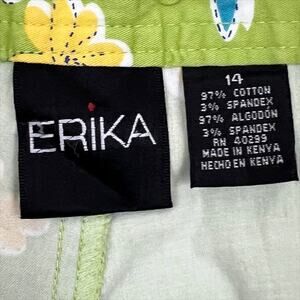 ERiKA
14
97% COTTON
3% SPANDEX
97% ALGODÓN
3% SPANDEX
RN 40299
MADE IN KENYA
HECHO EN KENYA